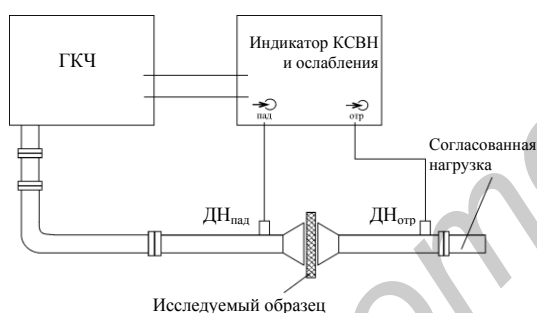 ГКЧ
Индикатор КСВН
и ослабления
пад
отр
Согласованная
нагрузка
ДНпад
ДНотр
Исследуемый образец